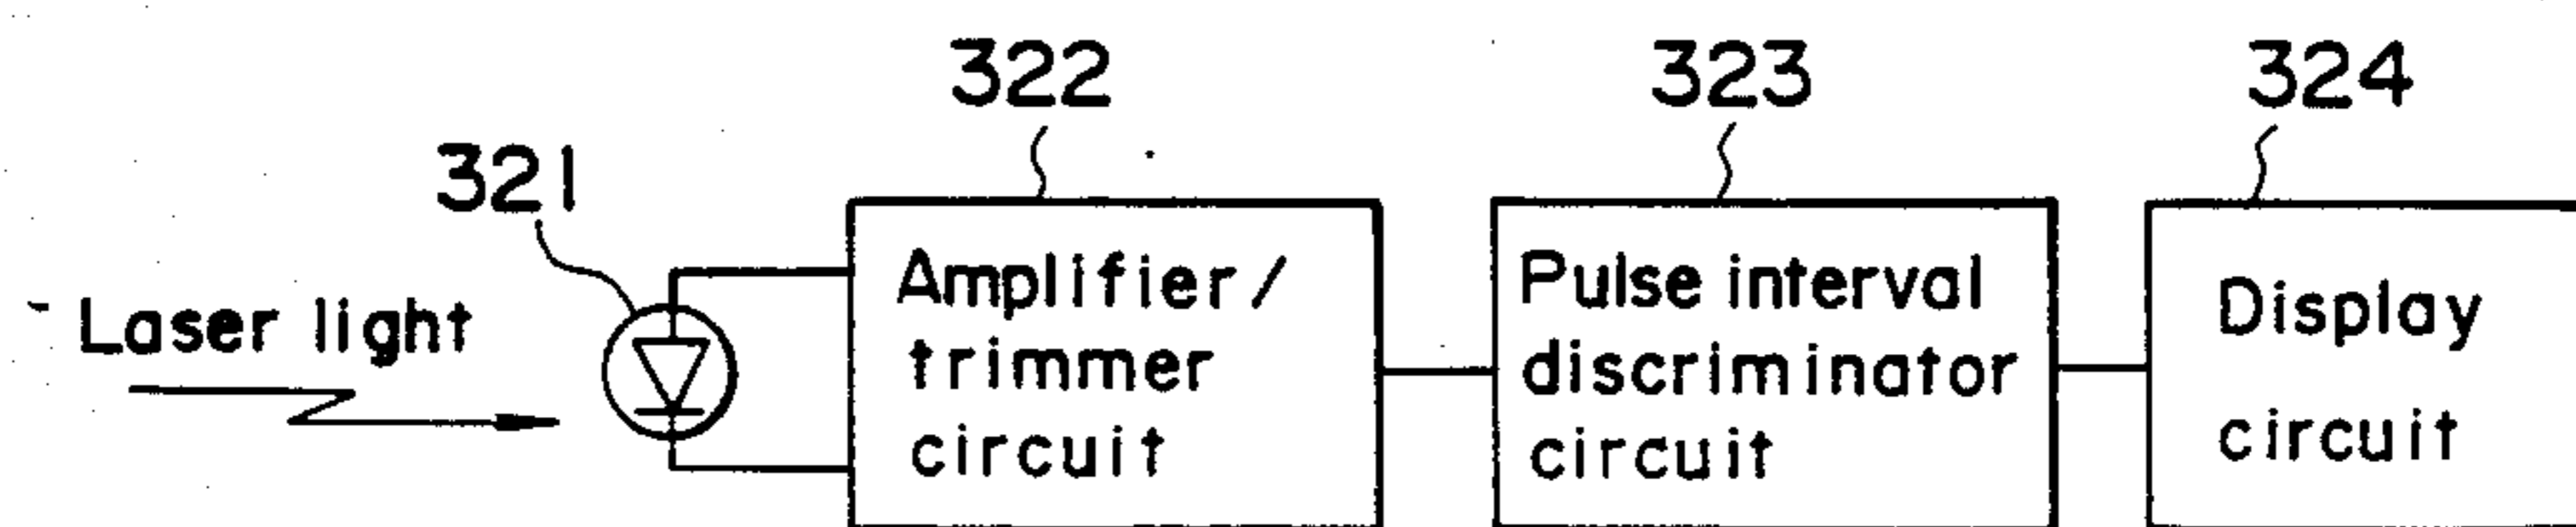 322
323
324
321
Laser light
Amplifier/
trimmer
circuit
Pulse interval
discriminator
circuit
Display
circuit